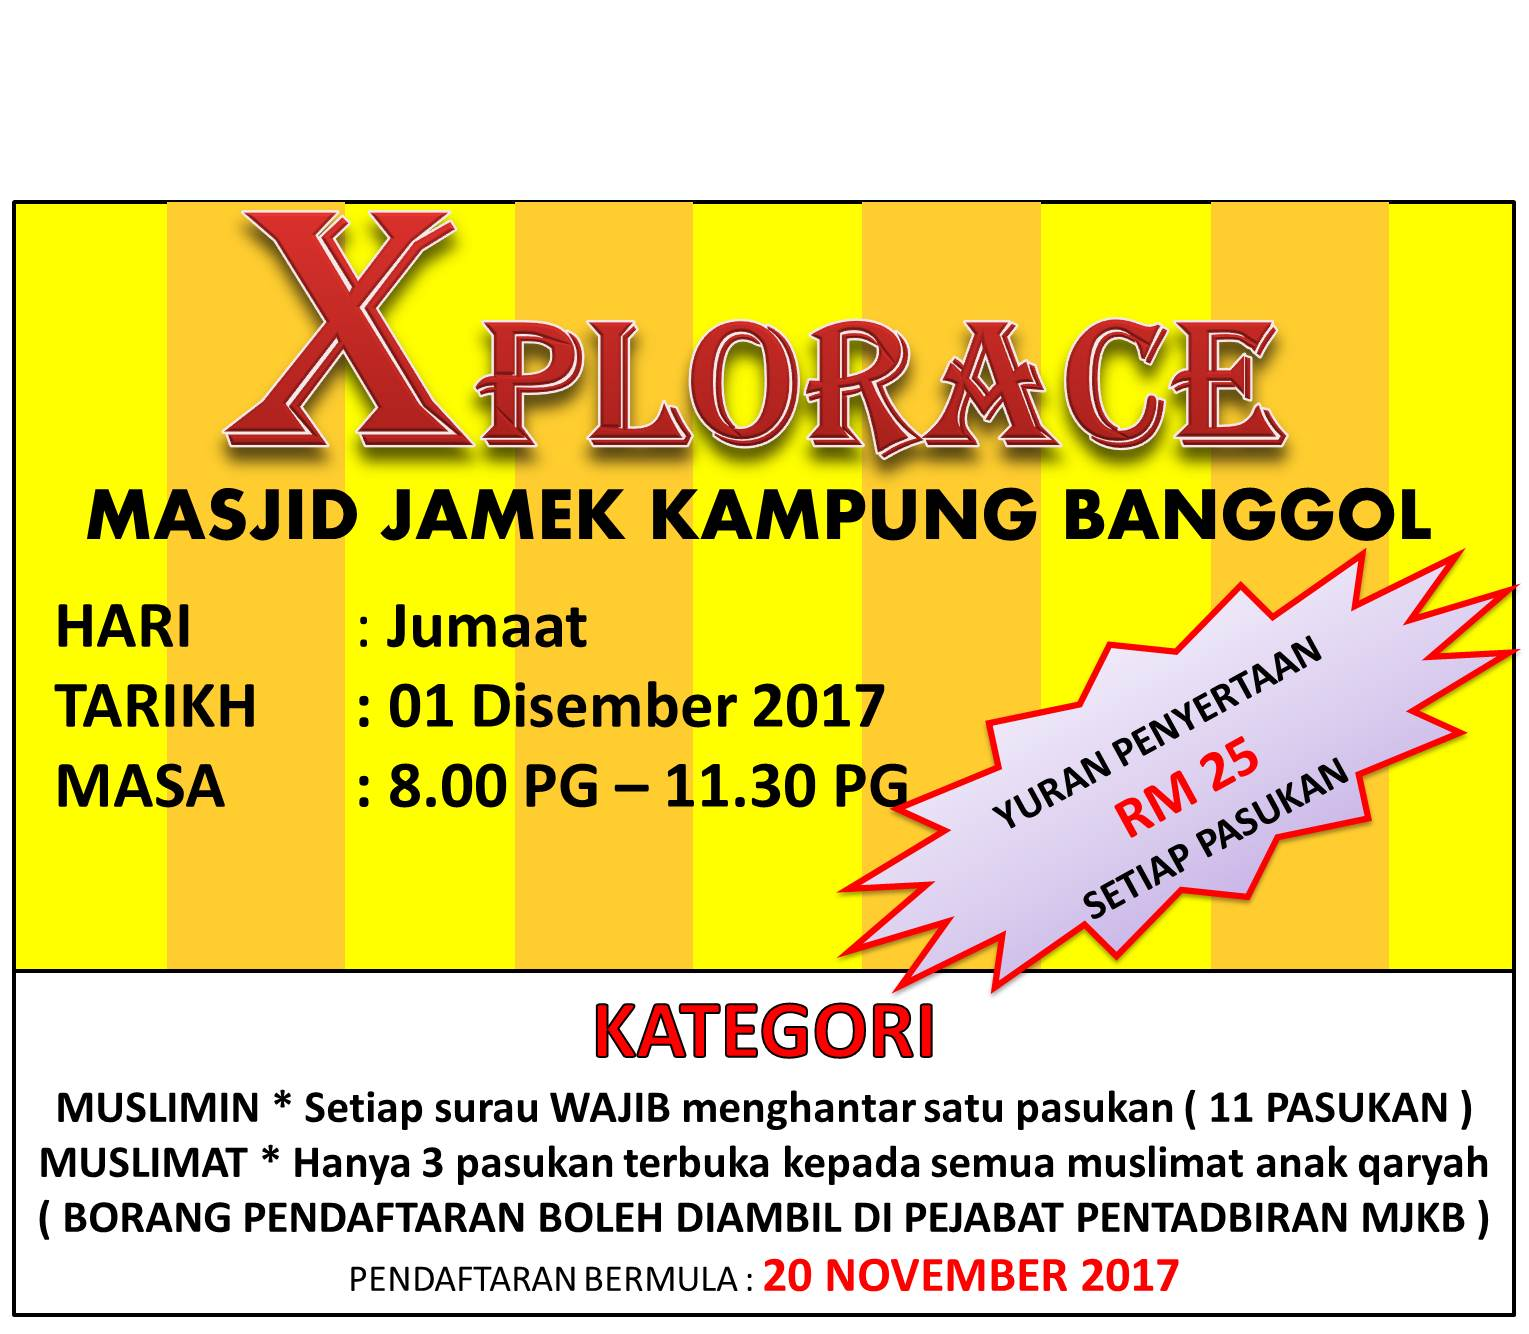 XPLORACE
MASJID JAMEK KAMPUNG BANGGOL
HARI : Jumaat
TARIKH : 01 Disember 2017
MASA : 8.00 PG – 11.30 PG
YURAN PENYERTAAN
RM 25
SETIAP PASUKAN
KATEGORI
MUSLIMIN * Setiap surau WAJIB menghantar satu pasukan ( 11 PASUKAN )
MUSLIMAT * Hanya 3 pasukan terbuka kepada semua muslimat anak qaryah
( BORANG PENDAFTARAN BOLEH DIAMBIL DI PEJABAT PENTADBIRAN MJKB )
PENDAFTARAN BERMULA : 20 NOVEMBER 2017